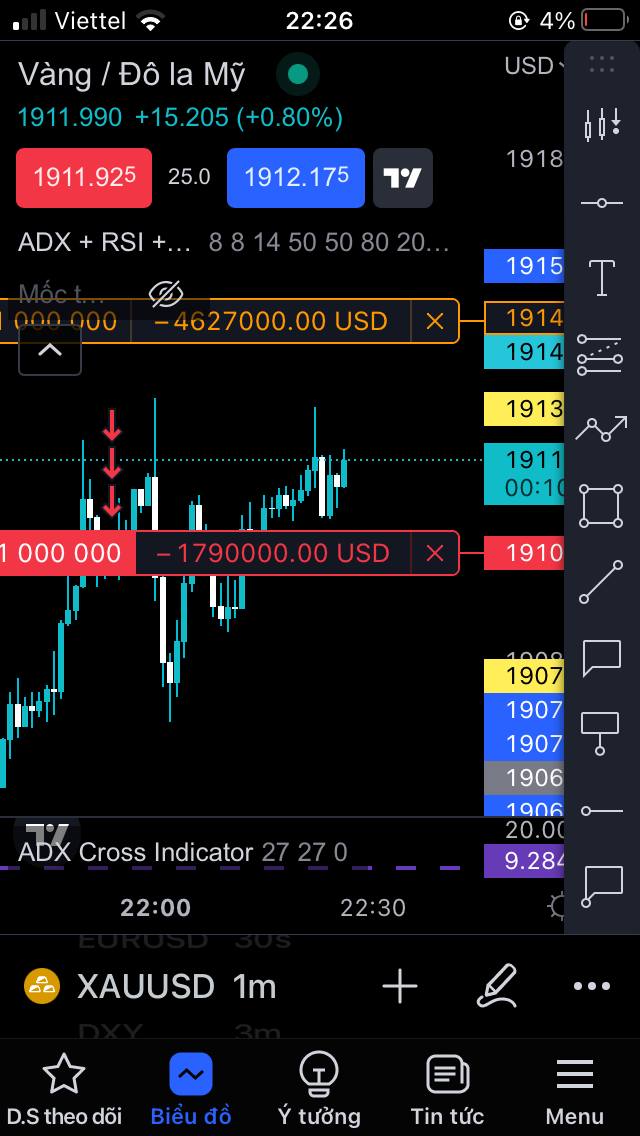 Viettel 22:26 4%
Vàng / Đô la Mỹ USD
1911.990 +15.205 (+0.80%)
1918
1911.925 25.0 1912.175
ADX + RSI +... 8 8 14 50 50 80 20...
1915
Mốc t...
1 000 000 −4627000.00 USD 1914
1914
1913
1911
00:10
1 000 000 −1790000.00 USD 1910
1908
1907
1907
1907
1906
1906
20.00
ADX Cross Indicator 27 27 0 9.284
22:00 22:30
EURUSD 30s
XAUUSD 1m
DXY 3m
D.S theo dõi Biểu đồ Ý tưởng Tin tức Menu